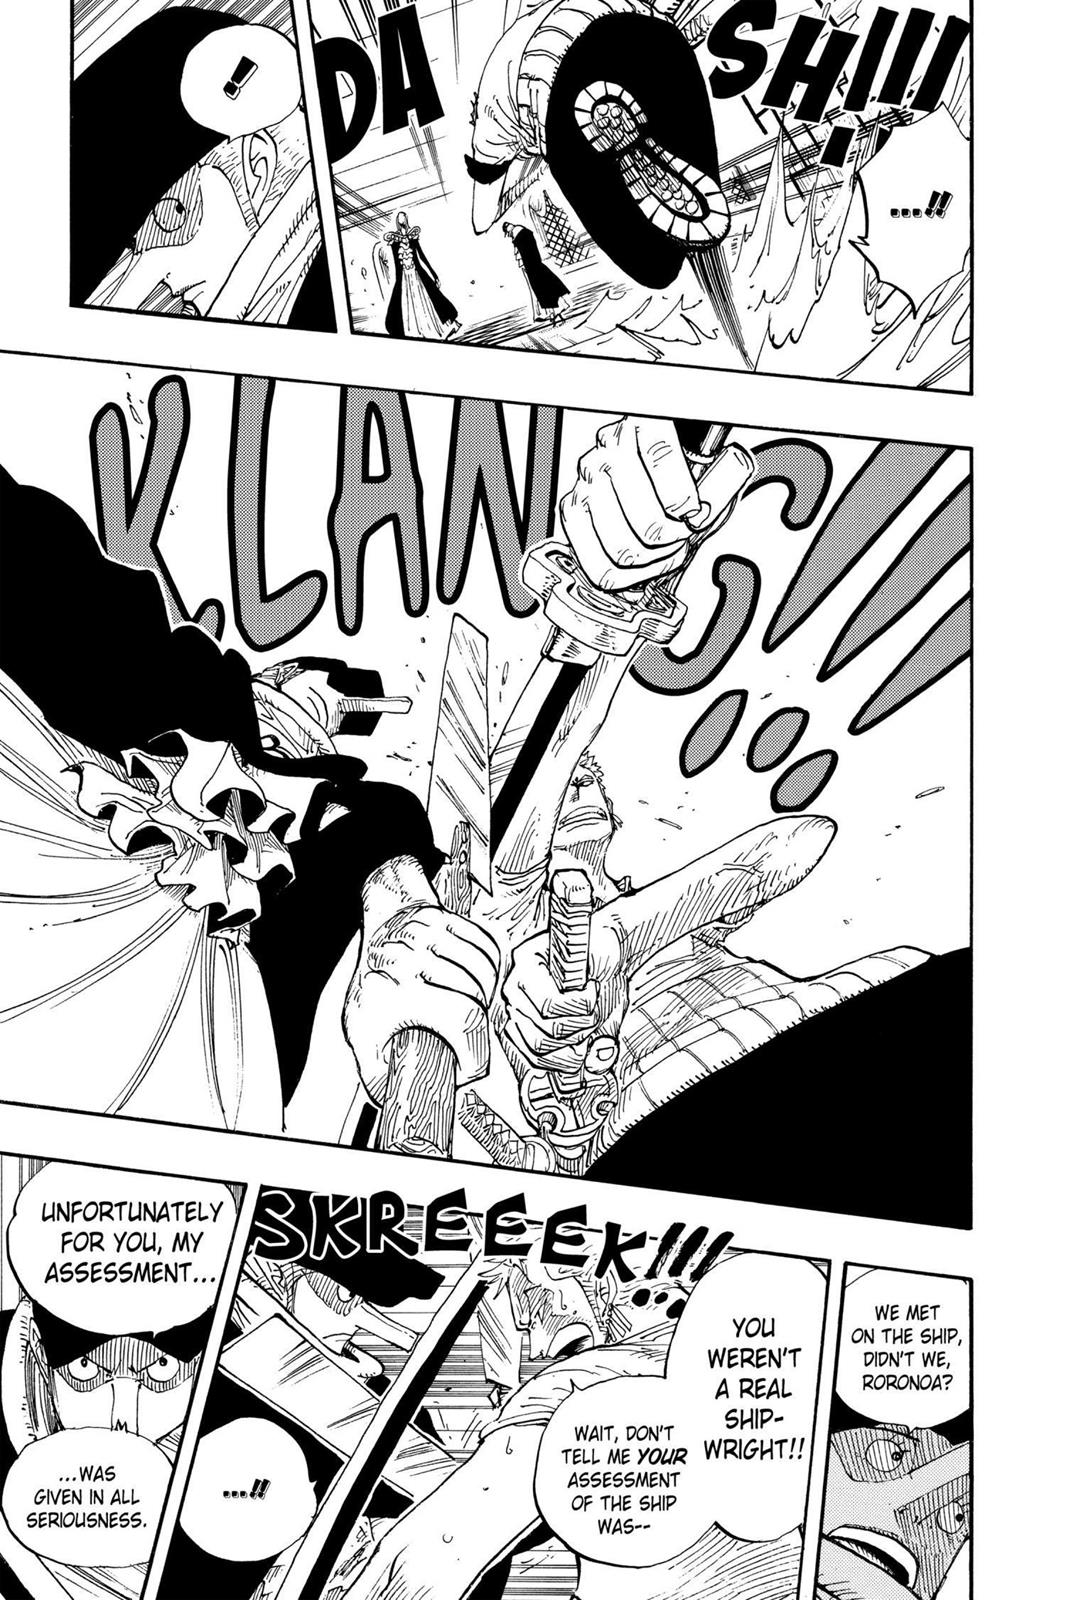 ...!!
DA
SHIII
!
!
KLANG!!!
...
WE MET
ON THE SHIP,
DIDN'T WE,
RORONOA?
SKREEEK!!!
...
YOU
WEREN'T
A REAL
SHIP-
WRIGHT!!
WAIT, DON'T
TELL ME YOUR
ASSESSMENT
OF THE SHIP
WAS--
...!!
UNFORTUNATELY
FOR YOU, MY
ASSESSMENT...
...WAS
GIVEN IN ALL
SERIOUSNESS.